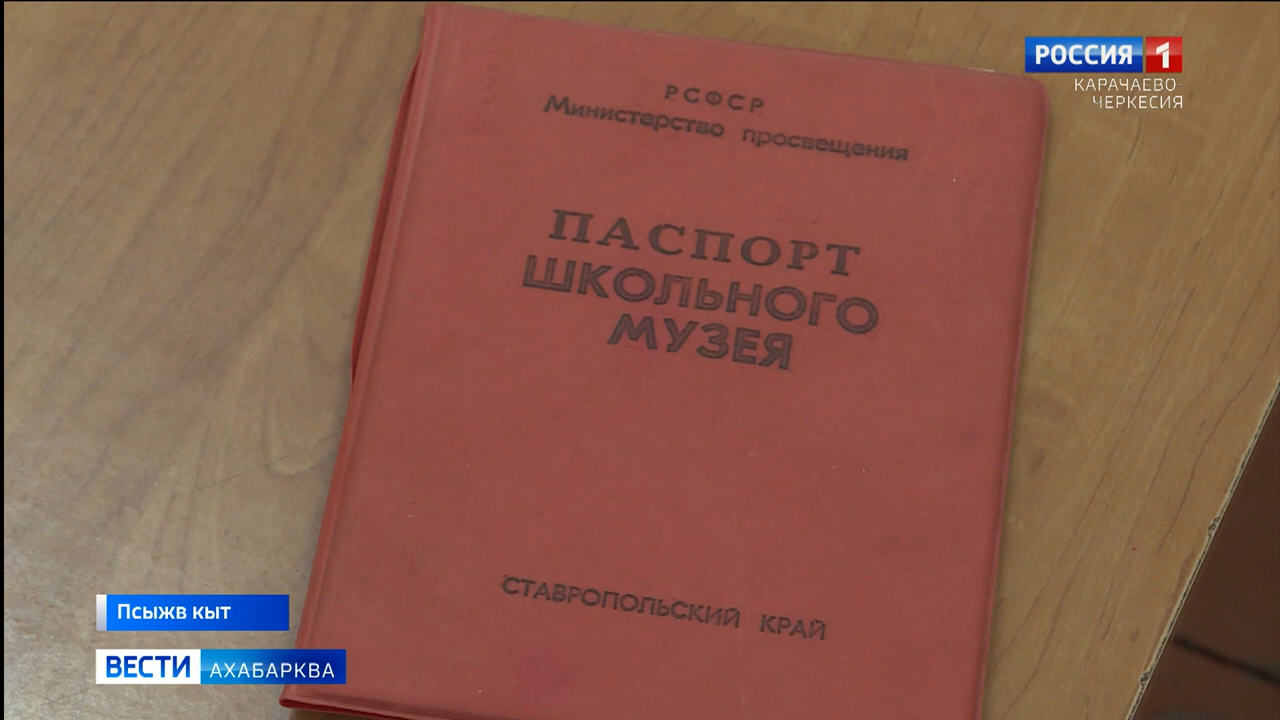 РОССИЯ 1
КАРАЧАЕВО-
ЧЕРКЕСИЯ
РСФСР
Министерство просвещения
ПАСПОРТ
ШКОЛЬНОГО
МУЗЕЯ
СТАВРОПОЛЬСКИЙ КРАЙ
Псыжв кыт
ВЕСТИ АХАБАРКВА